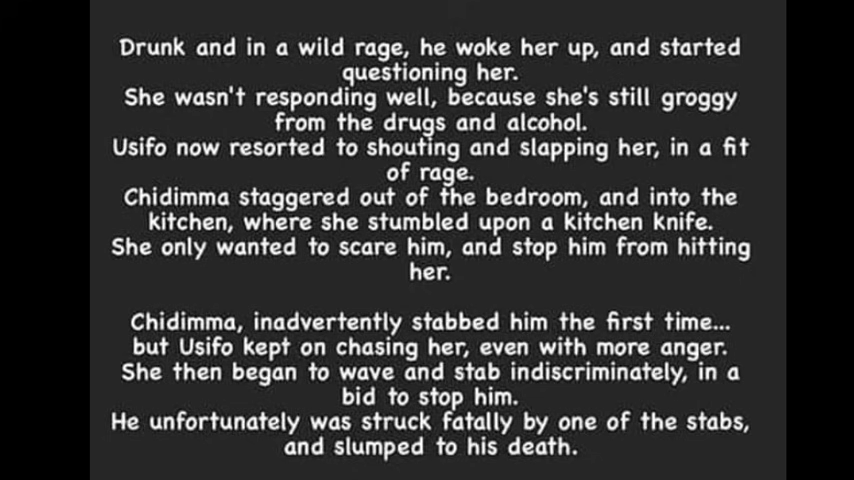 Drunk and in a wild rage, he woke her up, and started
questioning her.
She wasn't responding well, because she's still groggy
from the drugs and alcohol.
Usifo now resorted to shouting and slapping her, in a fit
of rage.
Chidimma staggered out of the bedroom, and into the
kitchen, where she stumbled upon a kitchen knife.
She only wanted to scare him, and stop him from hitting
her.
Chidimma, inadvertently stabbed him the first time...
but Usifo kept on chasing her, even with more anger.
She then began to wave and stab indiscriminately, in a
bid to stop him.
He unfortunately was struck fatally by one of the stabs,
and slumped to his death.